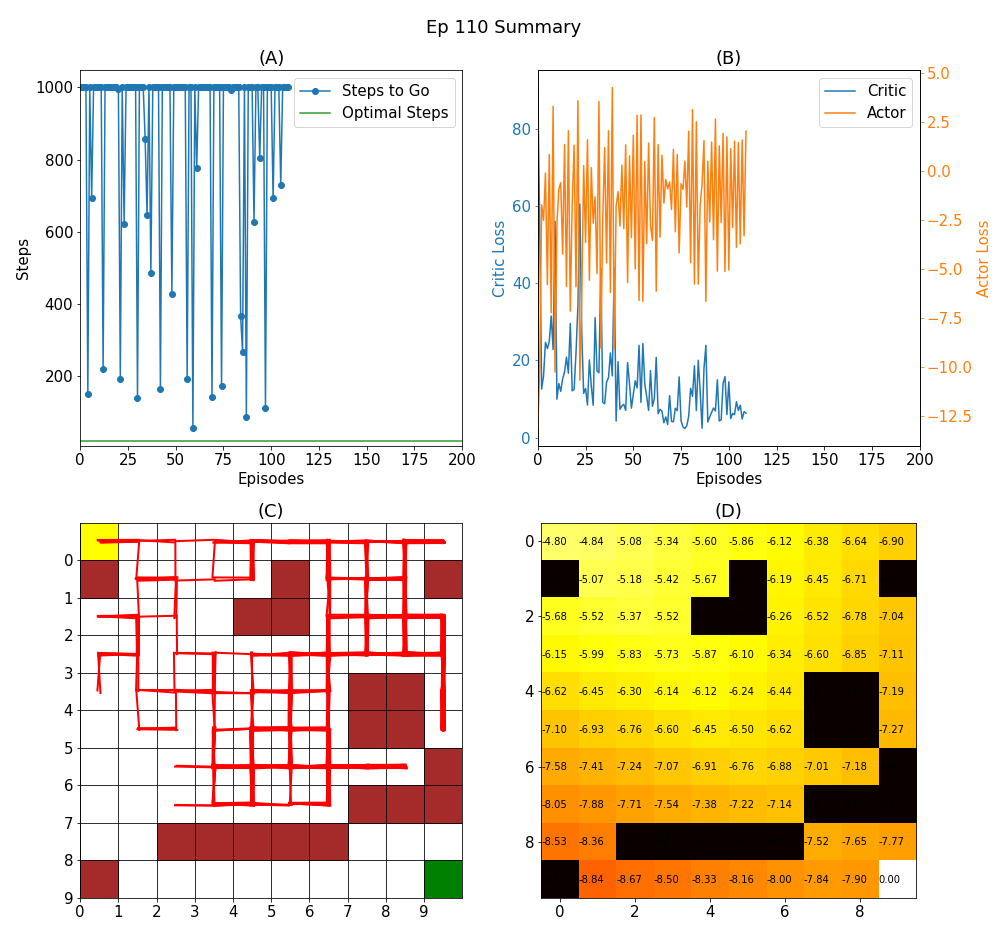 Ep 110 Summary
(A)
Steps to Go
Optimal Steps
1000
800
600
400
200
Steps
0 25 50 75 100 125 150 175 200
Episodes
(B)
Critic
Actor
80
60
40
20
0
Critic Loss
5.0
2.5
0.0
−2.5
−5.0
−7.5
−10.0
−12.5
Actor Loss
0 25 50 75 100 125 150 175 200
Episodes
(C)
0
1
2
3
4
5
6
7
8
9
0 1 2 3 4 5 6 7 8 9
(D)
0 -4.80 -4.84 -5.08 -5.34 -5.60 -5.86 -6.12 -6.38 -6.64 -6.90
-5.07 -5.18 -5.42 -5.67 -6.19 -6.45 -6.71
2 -5.68 -5.52 -5.37 -5.52 -6.26 -6.52 -6.78 -7.04
-6.15 -5.99 -5.83 -5.73 -5.87 -6.10 -6.34 -6.60 -6.85 -7.11
4 -6.62 -6.45 -6.30 -6.14 -6.12 -6.24 -6.44 -7.19
-7.10 -6.93 -6.76 -6.60 -6.45 -6.50 -6.62 -7.27
6 -7.58 -7.41 -7.24 -7.07 -6.91 -6.76 -6.88 -7.01 -7.18
-8.05 -7.88 -7.71 -7.54 -7.38 -7.22 -7.14
8 -8.53 -8.36 -7.52 -7.65 -7.77
-8.84 -8.67 -8.50 -8.33 -8.16 -8.00 -7.84 -7.90 0.00
0 2 4 6 8